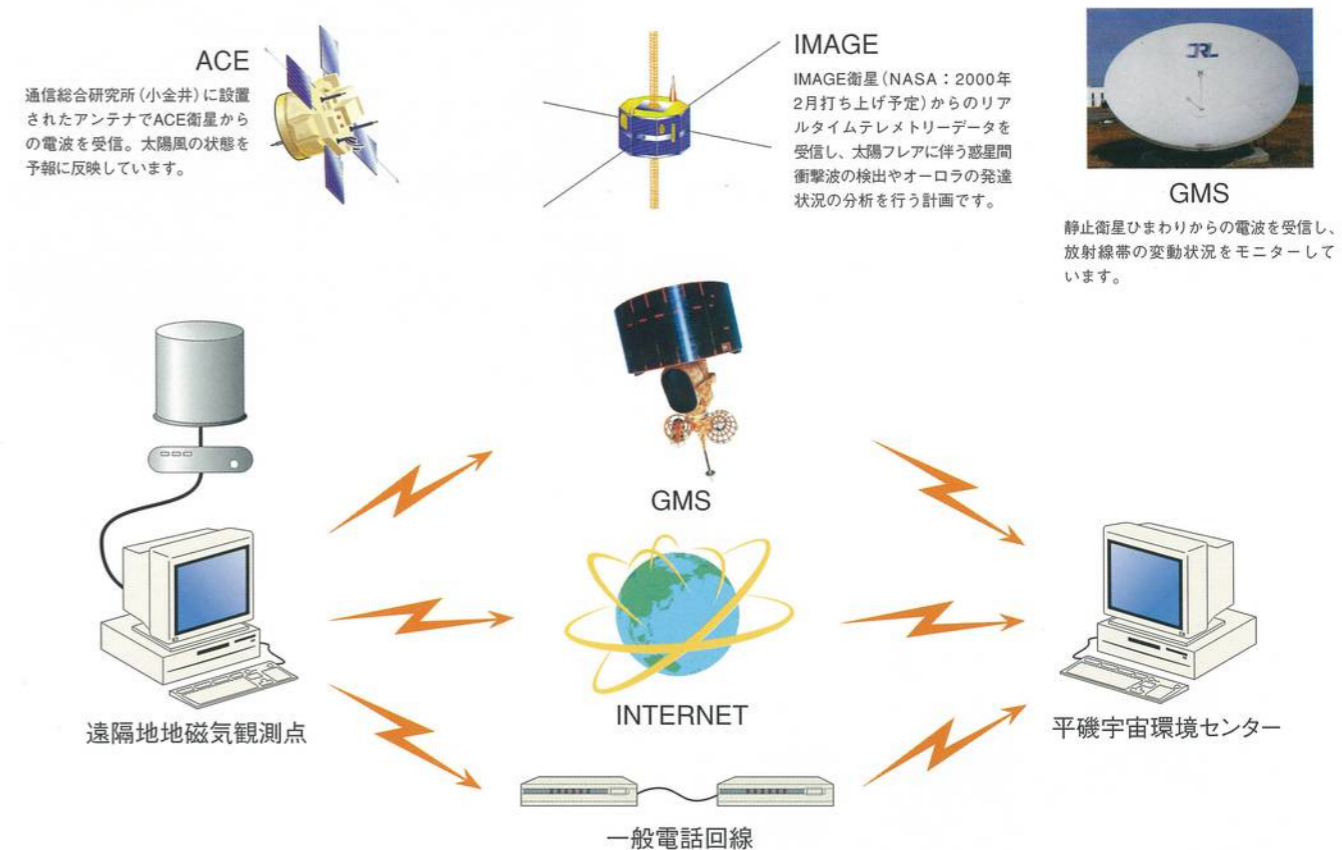 ACE
通信総合研究所(小金井)に設置
されたアンテナでACE衛星から
の電波を受信。太陽風の状態を
予報に反映しています。
IMAGE
IMAGE衛星(NASA：2000年
2月打ち上げ予定)からのリア
ルタイムテレメトリーデータを
受信し、太陽フレアに伴う惑星間
衝撃波の検出やオーロラの発達
状況の分析を行う計画です。
CRL
GMS
静止衛星ひまわりからの電波を受信し、
放射線帯の変動状況をモニターして
います。
GMS
INTERNET
遠隔地地磁気観測点
平磯宇宙環境センター
一般電話回線